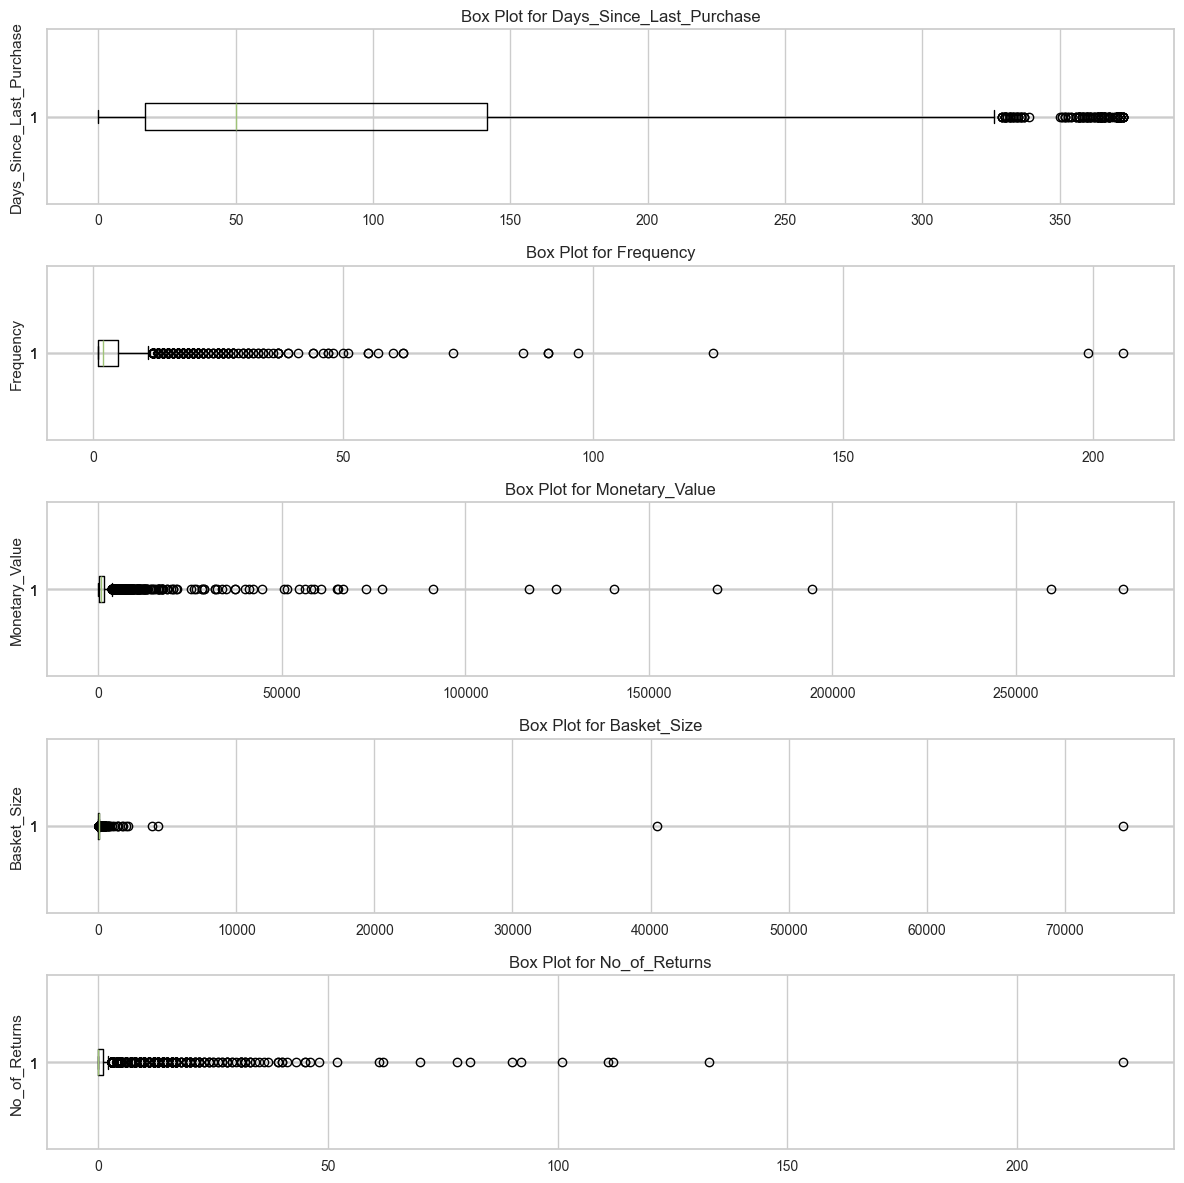 Box Plot for Days_Since_Last_Purchase
Days_Since_Last_Purchase
1
0 50 100 150 200 250 300 350
Box Plot for Frequency
Frequency
1
0 50 100 150 200
Box Plot for Monetary_Value
Monetary_Value
1
0 50000 100000 150000 200000 250000
Box Plot for Basket_Size
Basket_Size
1
0 10000 20000 30000 40000 50000 60000 70000
Box Plot for No_of_Returns
No_of_Returns
1
0 50 100 150 200